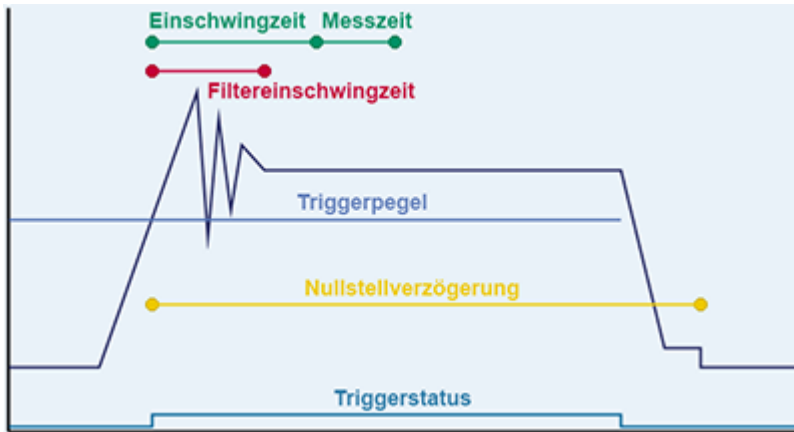 Einschwingzeit Messzeit
Filtereinschwingzeit
Triggerpegel
Nullstellverzögerung
Triggerstatus